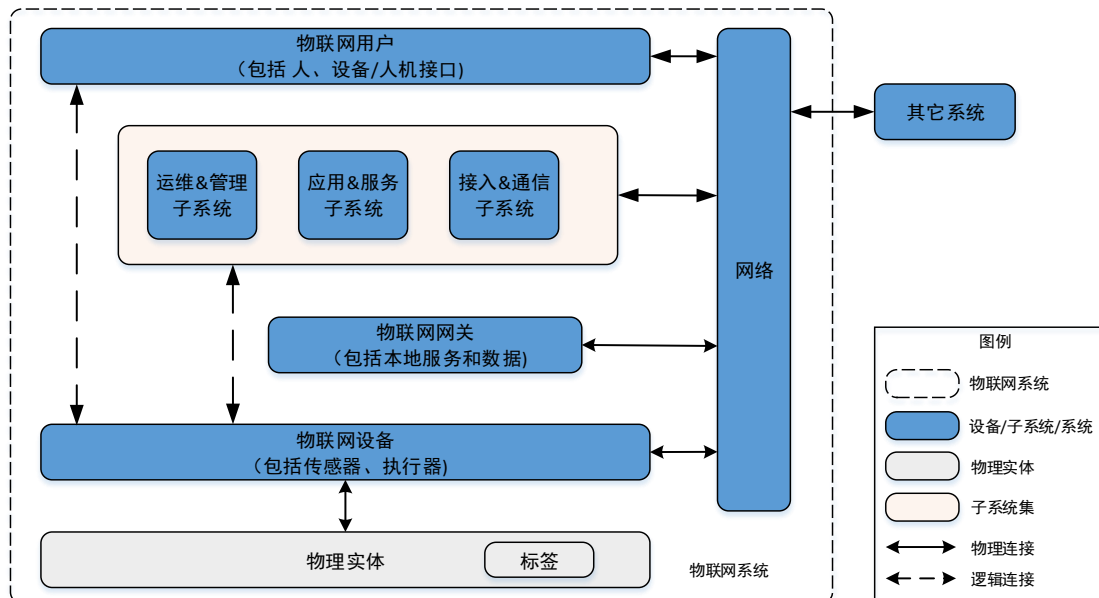 物联网用户
（包括 人、设备/人机接口)
其它系统
运维&管理
子系统
应用&服务
子系统
接入&通信
子系统
网络
物联网网关
（包括本地服务和数据)
物联网设备
（包括传感器、执行器)
物理实体
标签
物联网系统
图例
物联网系统
设备/子系统/系统
物理实体
子系统集
物理连接
逻辑连接